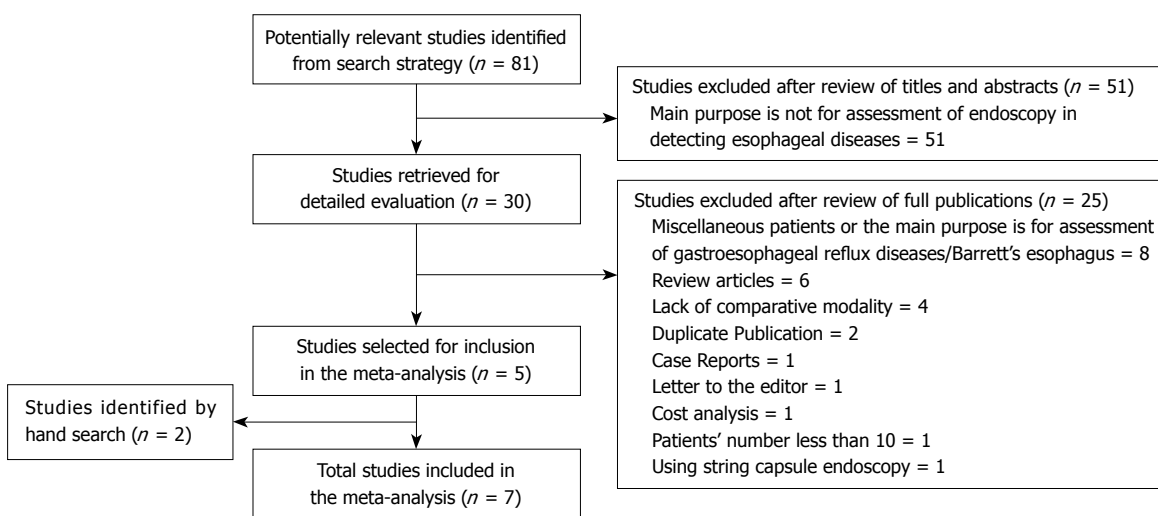 Potentially relevant studies identified
from search strategy (n = 81)
Studies excluded after review of titles and abstracts (n = 51)
Main purpose is not for assessment of endoscopy in
detecting esophageal diseases = 51
Studies retrieved for
detailed evaluation (n = 30)
Studies excluded after review of full publications (n = 25)
Miscellaneous patients or the main purpose is for assessment
of gastroesophageal reflux diseases/Barrett's esophagus = 8
Review articles = 6
Lack of comparative modality = 4
Duplicate Publication = 2
Case Reports = 1
Letter to the editor = 1
Cost analysis = 1
Patients' number less than 10 = 1
Using string capsule endoscopy = 1
Studies selected for inclusion
in the meta-analysis (n = 5)
Studies identified by
hand search (n = 2)
Total studies included in
the meta-analysis (n = 7)